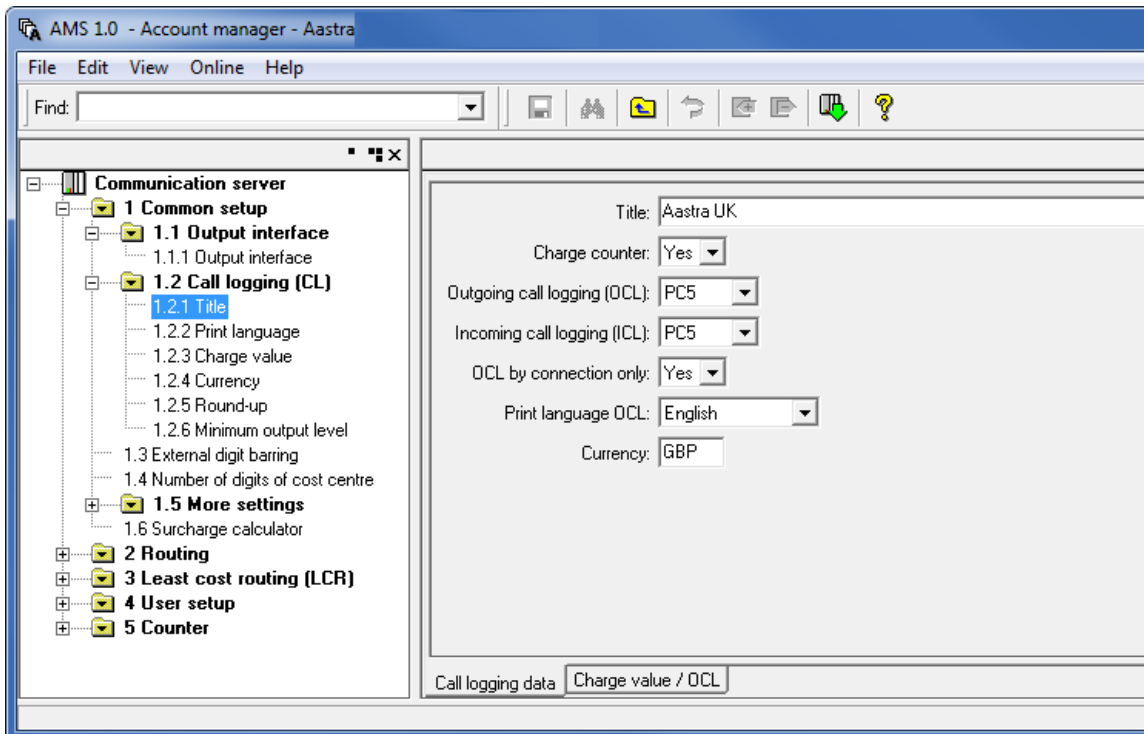 AMS 1.0 - Account manager - Aastra
File Edit View Online Help
Find:
Communication server
1 Common setup
1.1 Output interface
1.1.1 Output interface
1.2 Call logging (CL)
1.2.1 Title
1.2.2 Print language
1.2.3 Charge value
1.2.4 Currency
1.2.5 Round-up
1.2.6 Minimum output level
1.3 External digit barring
1.4 Number of digits of cost centre
1.5 More settings
1.6 Surcharge calculator
2 Routing
3 Least cost routing (LCR)
4 User setup
5 Counter
Title: Aastra UK
Charge counter: Yes
Outgoing call logging (OCL): PC5
Incoming call logging (ICL): PC5
OCL by connection only: Yes
Print language OCL: English
Currency: GBP
Call logging data Charge value / OCL